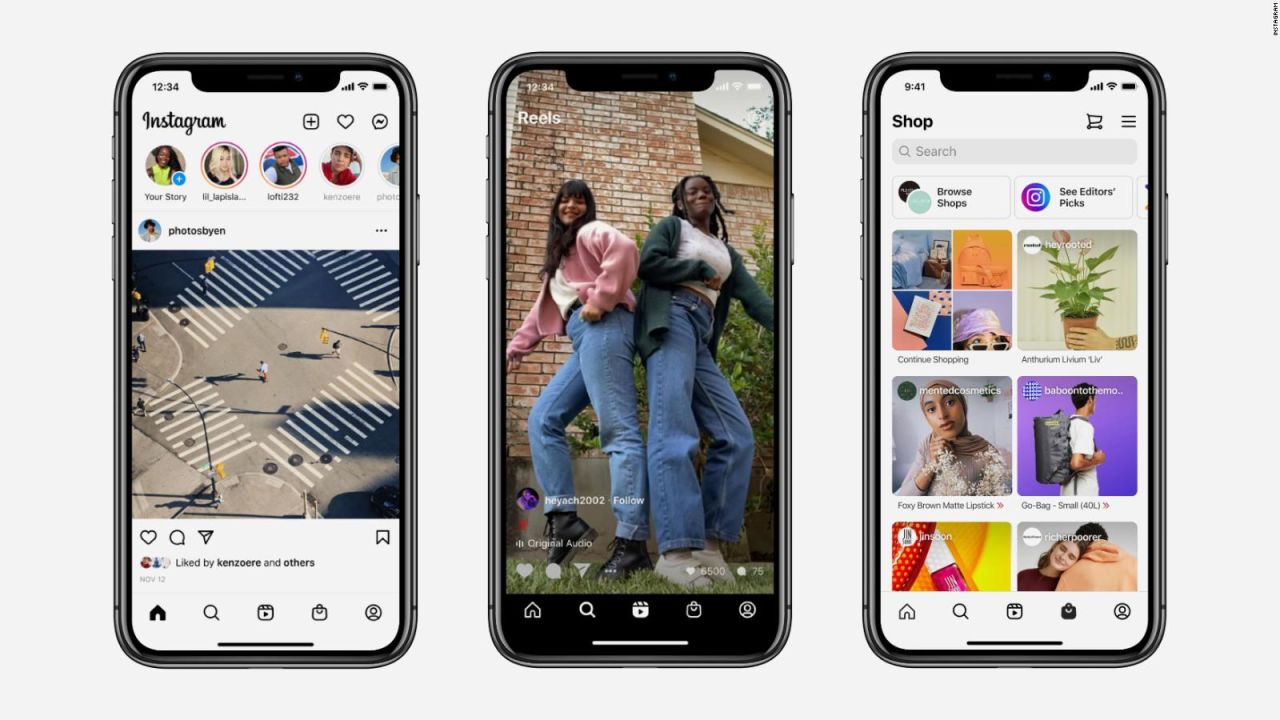 INSTAGRAM
12:34
Instagram
Your Story
lil_lapisla...
lofti232
kenzoere
photo
photosbyen
Liked by kenzoere and others
NOV 12
12:34
Reels
heyach2002 · Follow
Original Audio
6500
75
9:41
Shop
Search
Browse
Shops
See Editors'
Picks
heyrooted
Continue Shopping
Anthurium Livium 'Liv'
mentedcosmetics
baboontothemo..
Foxy Brown Matte Lipstick »
Go-Bag - Small (40L) »
jinsoon
richerpoorer